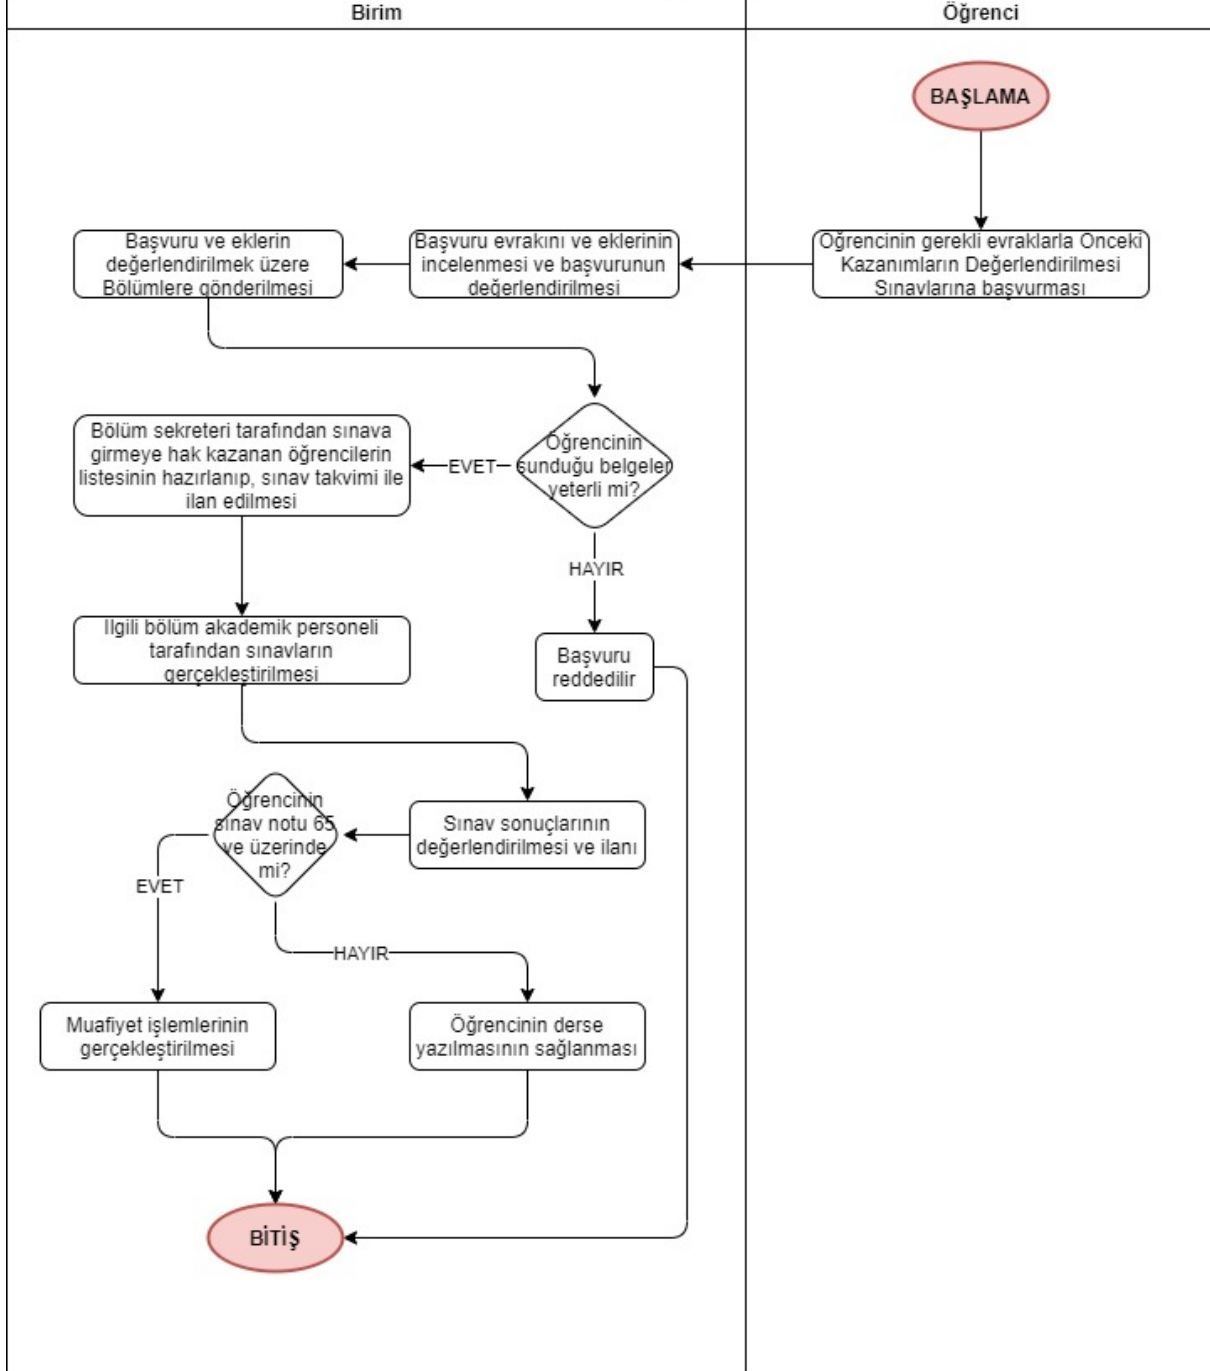 Birim
Öğrenci
BAŞLAMA
Öğrencinin gerekli evraklarla Önceki
Kazanımların Değerlendirilmesi
Sınavlarına başvurması
Başvuru evrakını ve eklerinin
incelenmesi ve başvurunun
değerlendirilmesi
Başvuru ve eklerin
değerlendirilmek üzere
Bölümlere gönderilmesi
Öğrencinin
sunduğu belgeler
yeterli mi?
EVET
Bölüm sekreteri tarafından sınava
girmeye hak kazanan öğrencilerin
listesinin hazırlanıp, sınav takvimi ile
ilan edilmesi
HAYIR
Başvuru
reddedilir
İlgili bölüm akademik personeli
tarafından sınavların
gerçekleştirilmesi
Sınav sonuçlarının
değerlendirilmesi ve ilanı
Öğrencinin
sınav notu 65
ve üzerinde
mi?
EVET
HAYIR
Muafiyet işlemlerinin
gerçekleştirilmesi
Öğrencinin derse
yazılmasının sağlanması
BİTİŞ